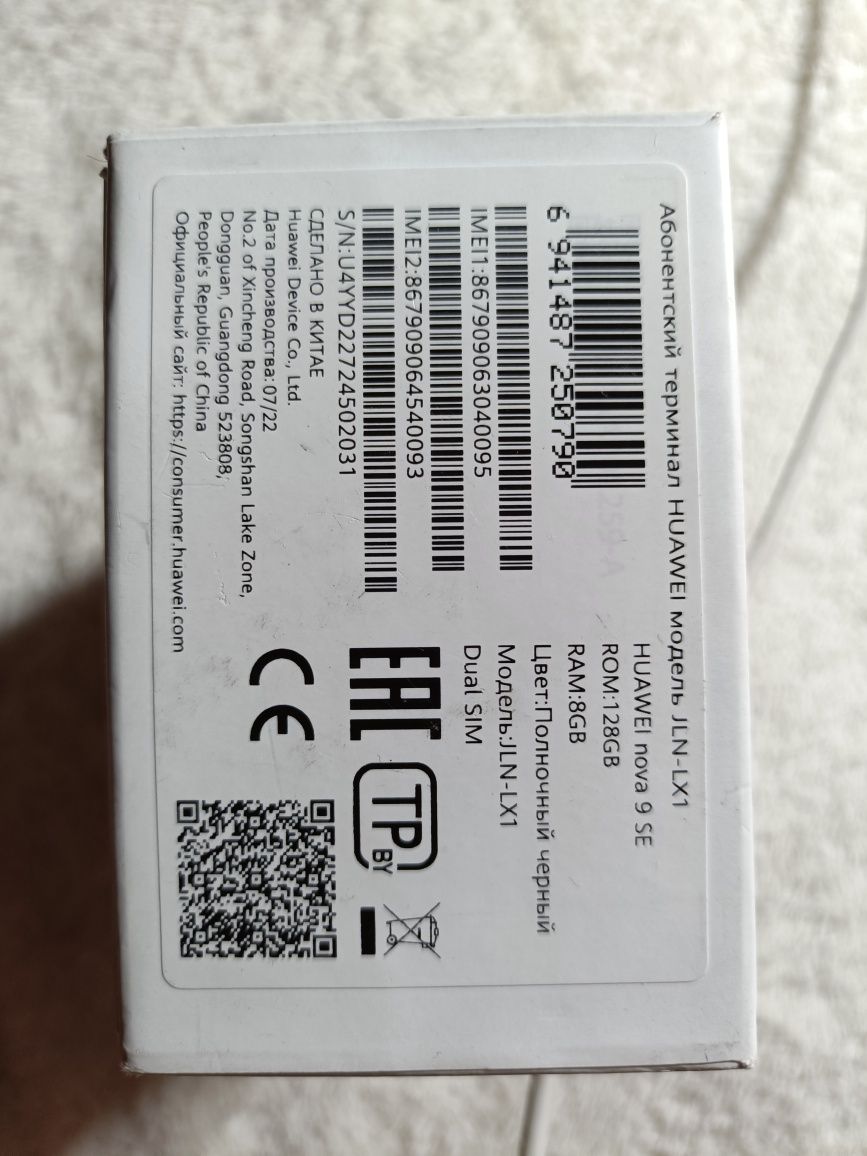 Абонентский терминал HUAWEI модель JLN-LX1
6 941487 250790
IMEI1:867909063040095
IMEI2:867909064540093
S/N:U4YYD22724502031
СДЕЛАНО В КИТАЕ
Huawei Device Co., Ltd.
Дата производства:07/22
No.2 of Xincheng Road, Songshan Lake Zone,
Dongguan, Guangdong 523808,
People's Republic of China
Официальный сайт: https://consumer.huawei.com
HUAWEI nova 9 SE
ROM:128GB
RAM:8GB
Цвет:Полночный черный
Модель:JLN-LX1
Dual SIM
EAC
TP
BY
CE